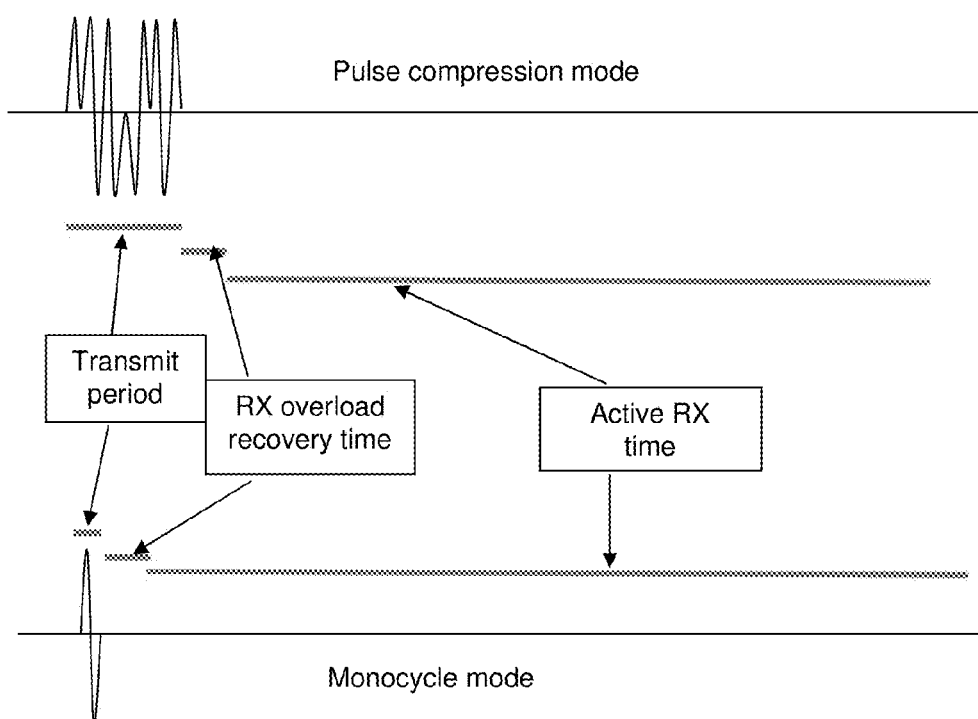 Pulse compression mode
Transmit
period
RX overload
recovery time
Active RX
time
Monocycle mode